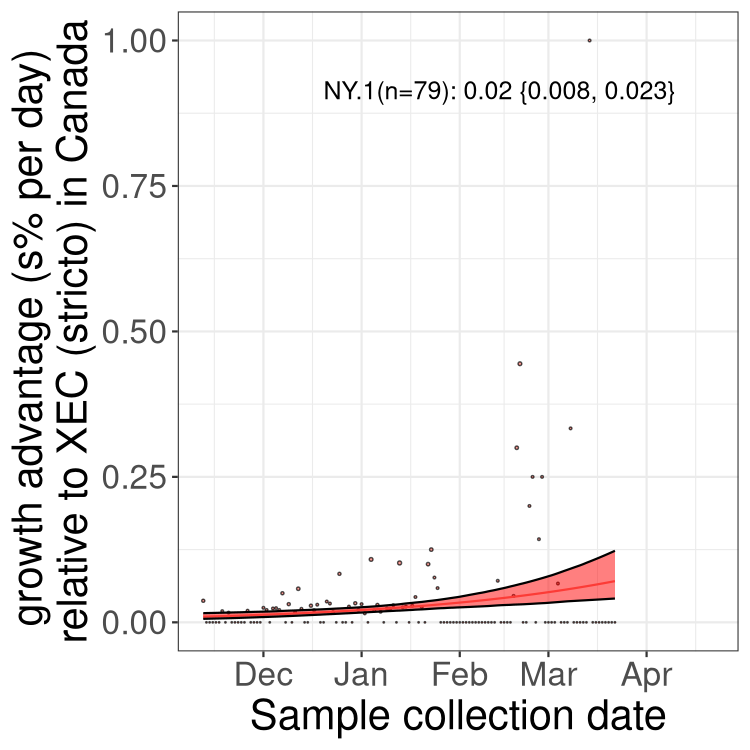 growth advantage (s% per day)
relative to XEC (stricto) in Canada
1.00
0.75
0.50
0.25
0.00
NY.1(n=79): 0.02 {0.008, 0.023}
Dec Jan Feb Mar Apr
Sample collection date